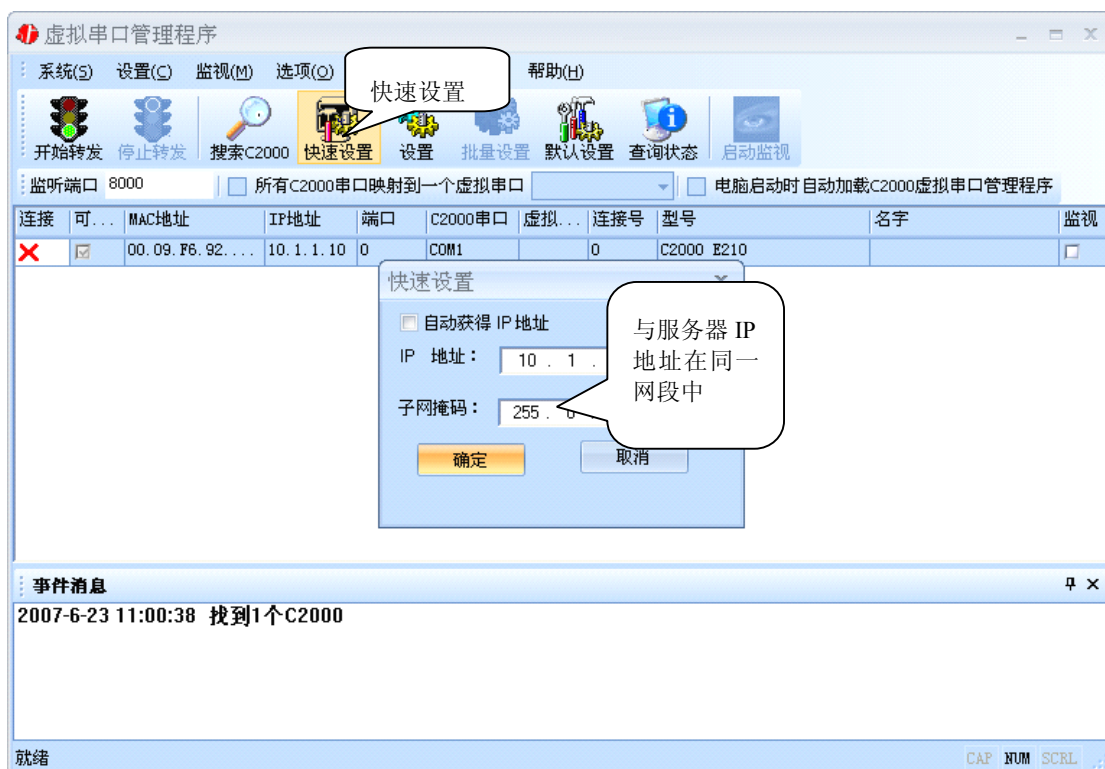 虚拟串口管理程序
系统(S) 设置(C) 监视(M) 选项(O) 帮助(H)
快速设置
开始转发 停止转发 搜索C2000 快速设置 设置 批量设置 默认设置 查询状态 启动监视
监听端口 8000 所有C2000串口映射到一个虚拟串口 电脑启动时自动加载C2000虚拟串口管理程序
连接 可... MAC地址 IP地址 端口 C2000串口 虚拟... 连接号 型号 名字 监视
00.09.F6.92.... 10.1.1.10 0 COM1 0 C2000 E210
快速设置
自动获得 IP 地址
IP 地址： 10 . 1 .
子网掩码： 255 .
与服务器 IP
地址在同一
网段中
确定 取消
事件消息
2007-6-23 11:00:38 找到1个C2000
就绪 CAP NUM SCRL